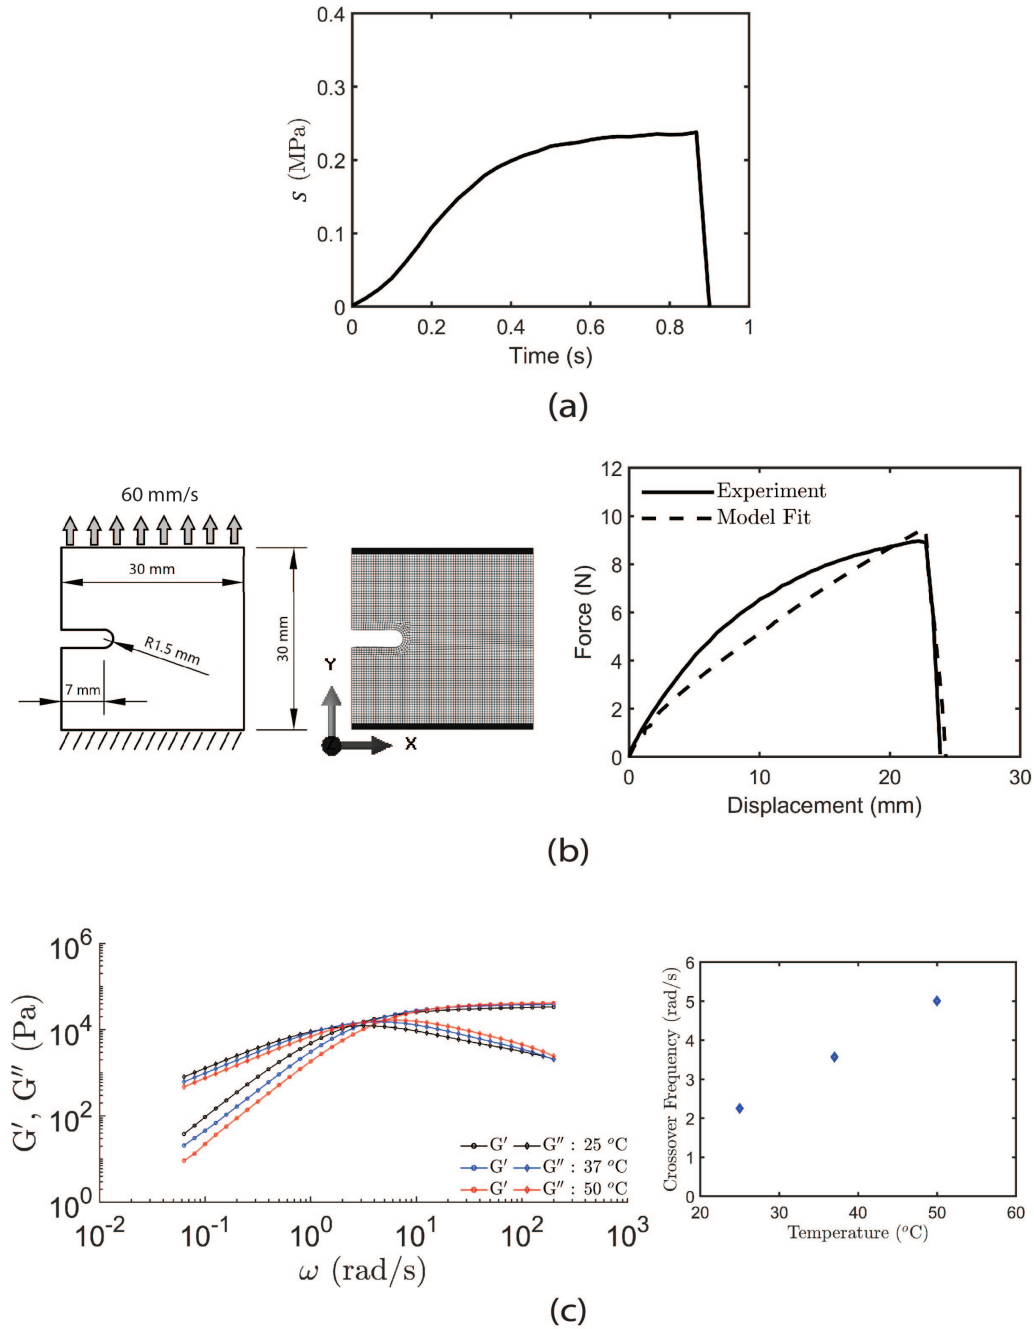 0.4
0.3
0.2
0.1
0
s (MPa)
0 0.2 0.4 0.6 0.8 1
Time (s)
(a)
60 mm/s
30 mm
R1.5 mm
7 mm
30 mm
Y
Z
X
12
10
8
6
4
2
0
Force (N)
Experiment
Model Fit
0 10 20 30
Displacement (mm)
(b)
10^6
10^4
10^2
10^0
G′, G″ (Pa)
G′ G″ : 25 °C
G′ G″ : 37 °C
G′ G″ : 50 °C
10^-2 10^-1 10^0 10^1 10^2 10^3
ω (rad/s)
6
5
4
3
2
1
0
Crossover Frequency (rad/s)
20 30 40 50 60
Temperature (°C)
(c)